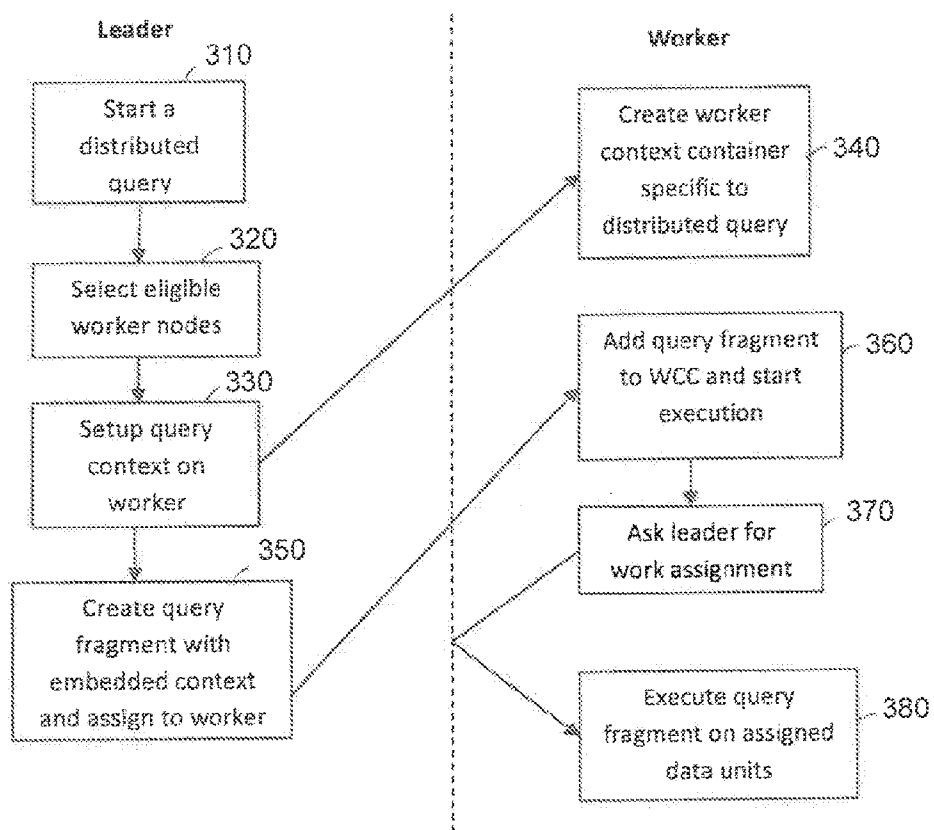 Leader
310
Start a
distributed
query
320
Select eligible
worker nodes
330
Setup query
context on
worker
350
Create query
fragment with
embedded context
and assign to worker
Worker
Create worker
context container
specific to
distributed query
340
Add query fragment
to WCC and start
execution
360
Ask leader for
work assignment
370
Execute query
fragment on assigned
data units
380